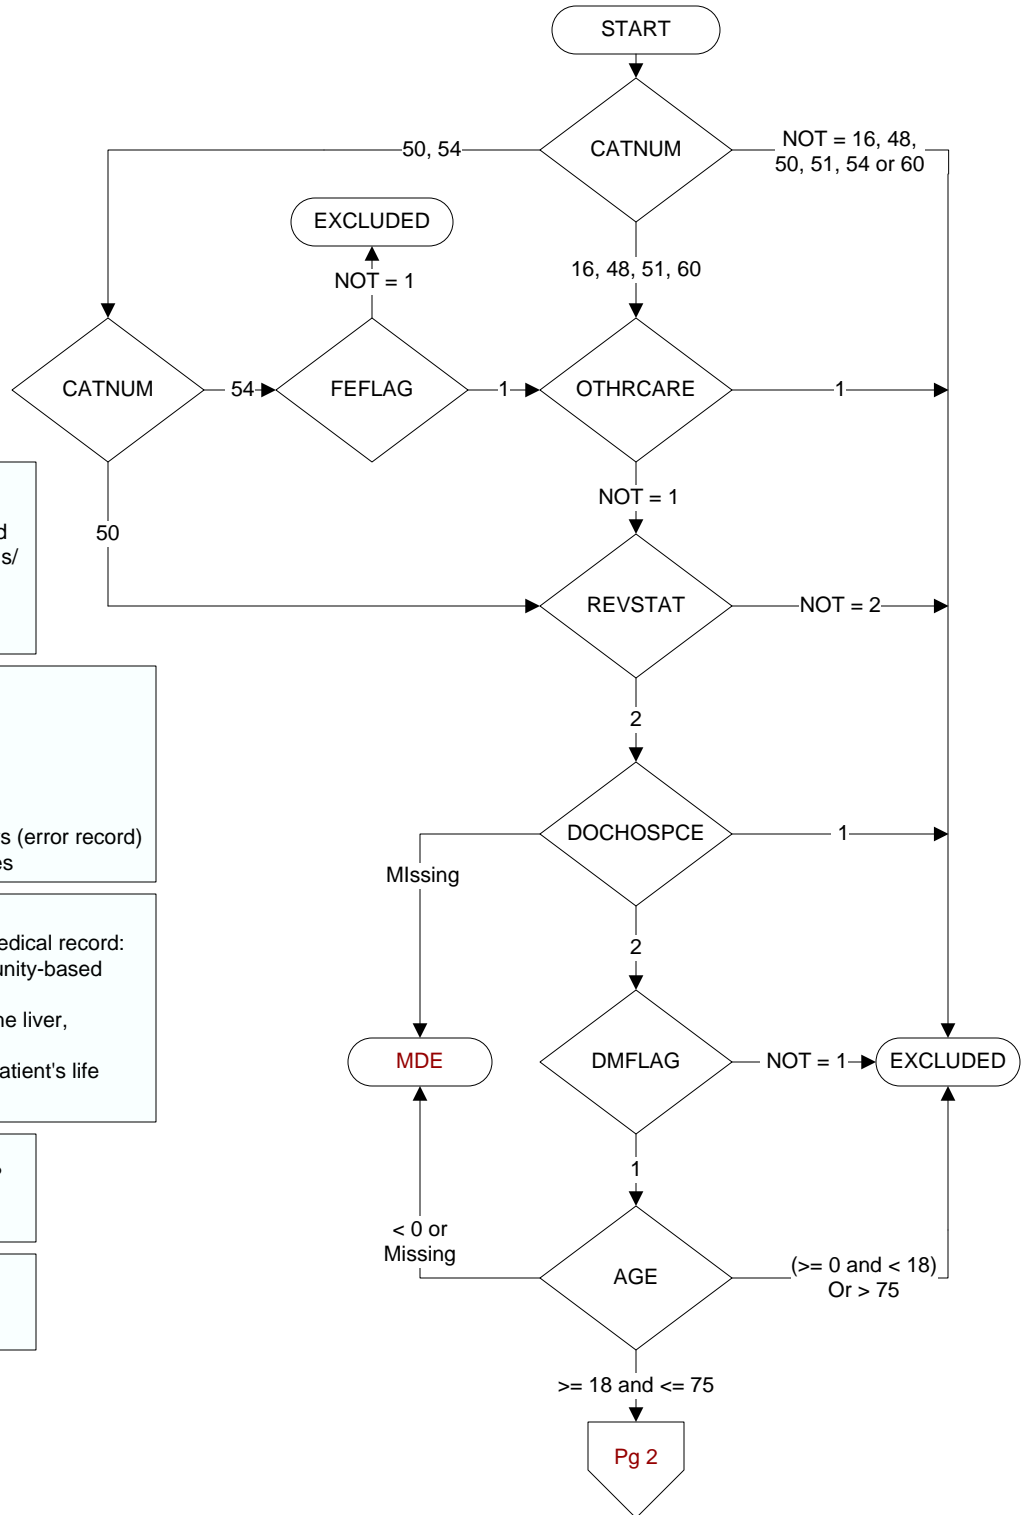 START
CATNUM
50, 54
NOT = 16, 48,
50, 51, 54 or 60
EXCLUDED
NOT = 1
16, 48, 51, 60
CATNUM
54
FEFLAG
1
OTHRCARE
1
NOT = 1
50
s/
REVSTAT
NOT = 2
2
DOCHOSPCE
1
MIssing
s (error record)
2
edical record:
unity-based
ne liver,
atient's life
MDE
DMFLAG
NOT = 1
EXCLUDED
1
< 0 or
Missing
AGE
(>= 0 and < 18)
Or > 75
>= 18 and <= 75
Pg 2